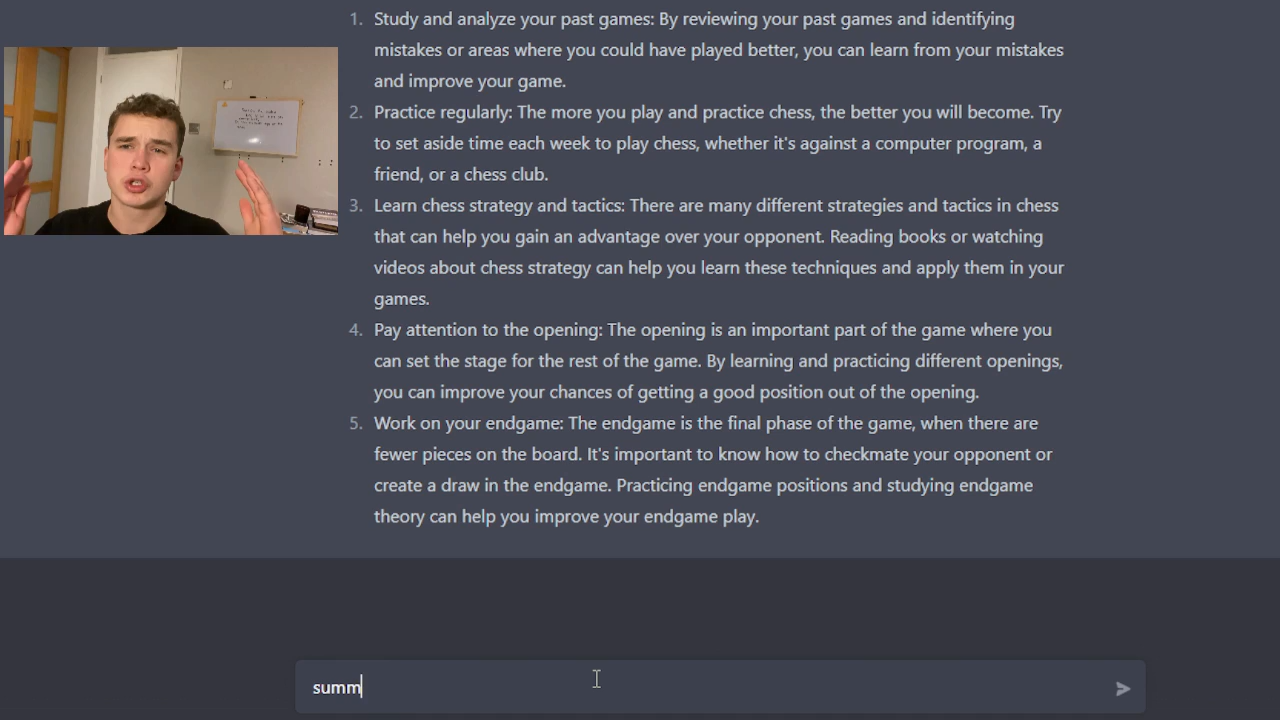 1. Study and analyze your past games: By reviewing your past games and identifying
mistakes or areas where you could have played better, you can learn from your mistakes
and improve your game.
2. Practice regularly: The more you play and practice chess, the better you will become. Try
to set aside time each week to play chess, whether it's against a computer program, a
friend, or a chess club.
3. Learn chess strategy and tactics: There are many different strategies and tactics in chess
that can help you gain an advantage over your opponent. Reading books or watching
videos about chess strategy can help you learn these techniques and apply them in your
games.
4. Pay attention to the opening: The opening is an important part of the game where you
can set the stage for the rest of the game. By learning and practicing different openings,
you can improve your chances of getting a good position out of the opening.
5. Work on your endgame: The endgame is the final phase of the game, when there are
fewer pieces on the board. It's important to know how to checkmate your opponent or
create a draw in the endgame. Practicing endgame positions and studying endgame
theory can help you improve your endgame play.
summ